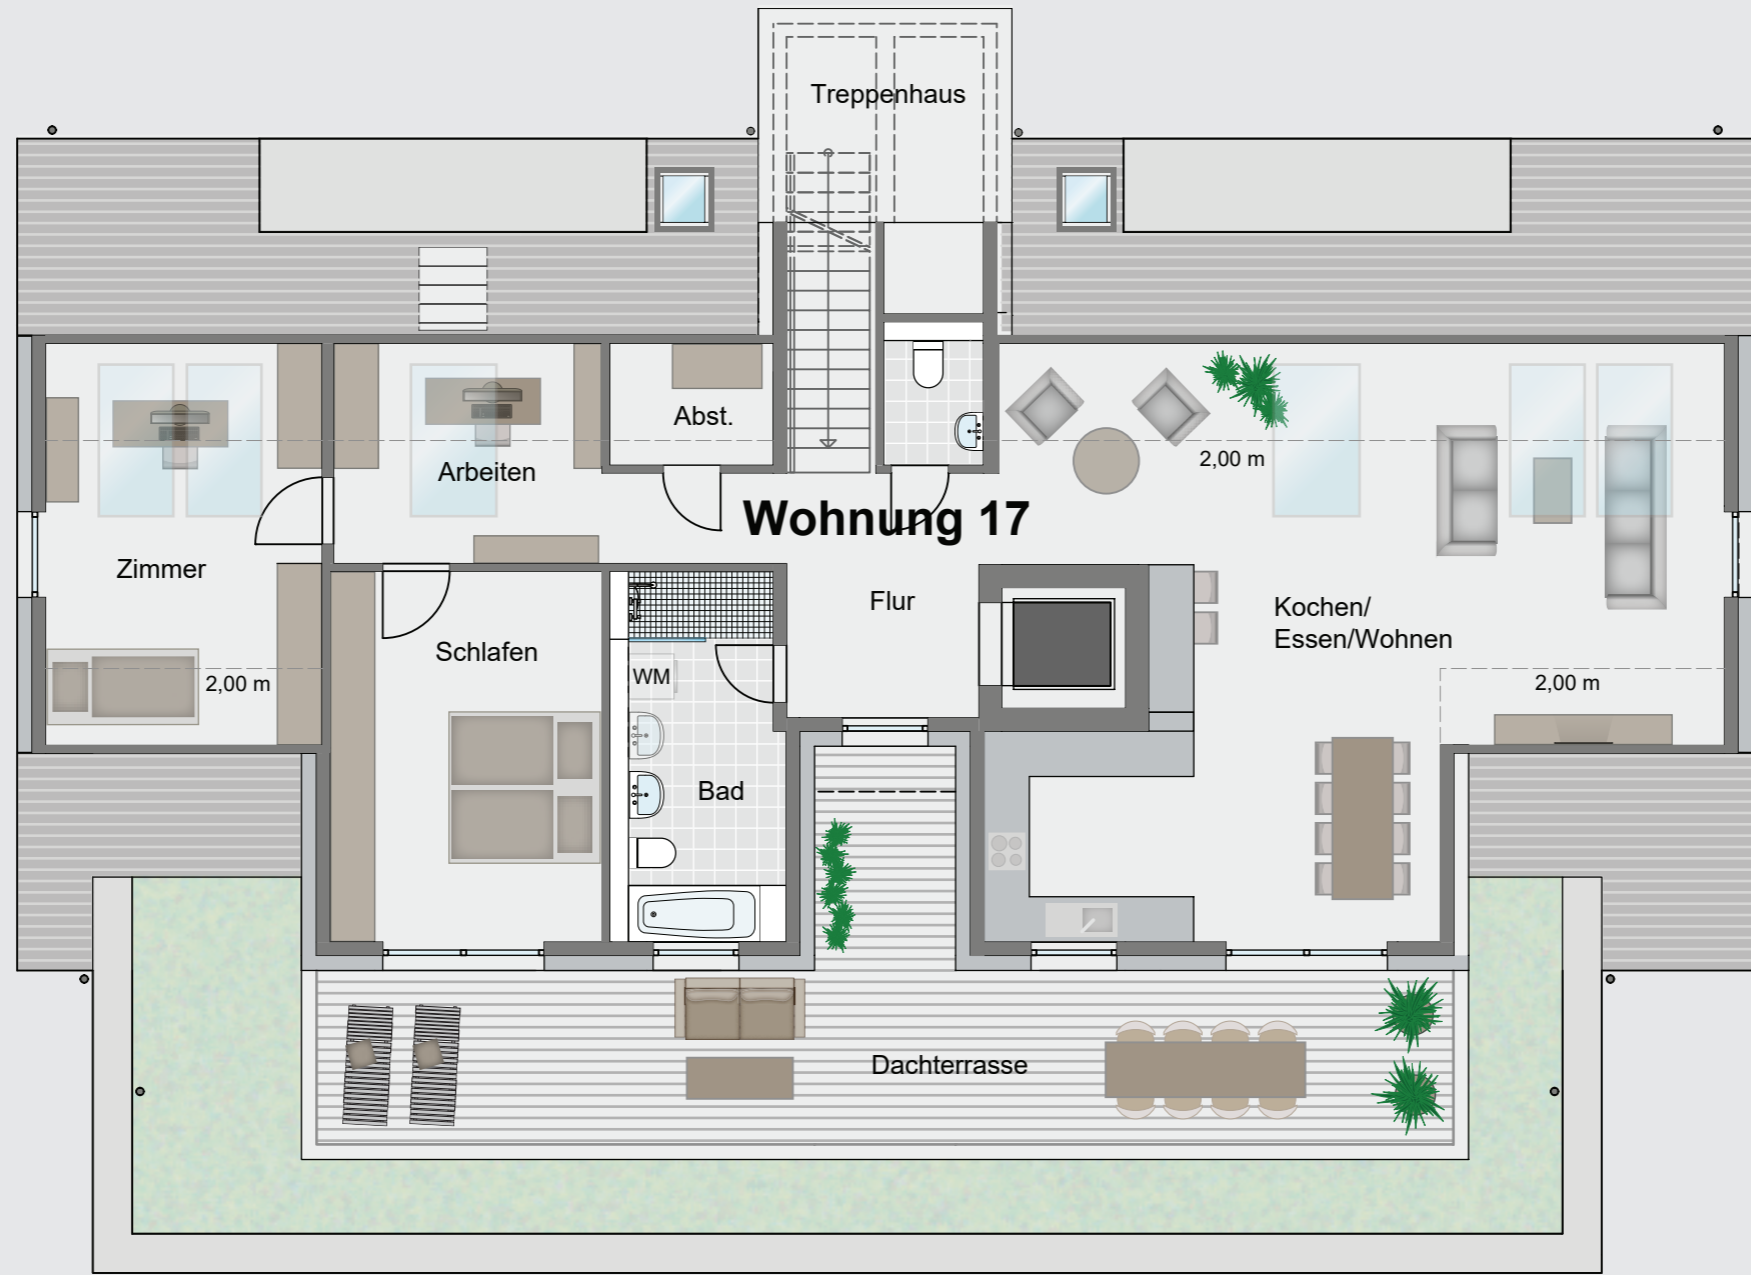 Treppenhaus
Abst.
Arbeiten
2,00 m
Wohnung 17
Zimmer
Flur
Kochen/
Essen/Wohnen
Schlafen
WM
2,00 m
2,00 m
Bad
Dachterrasse